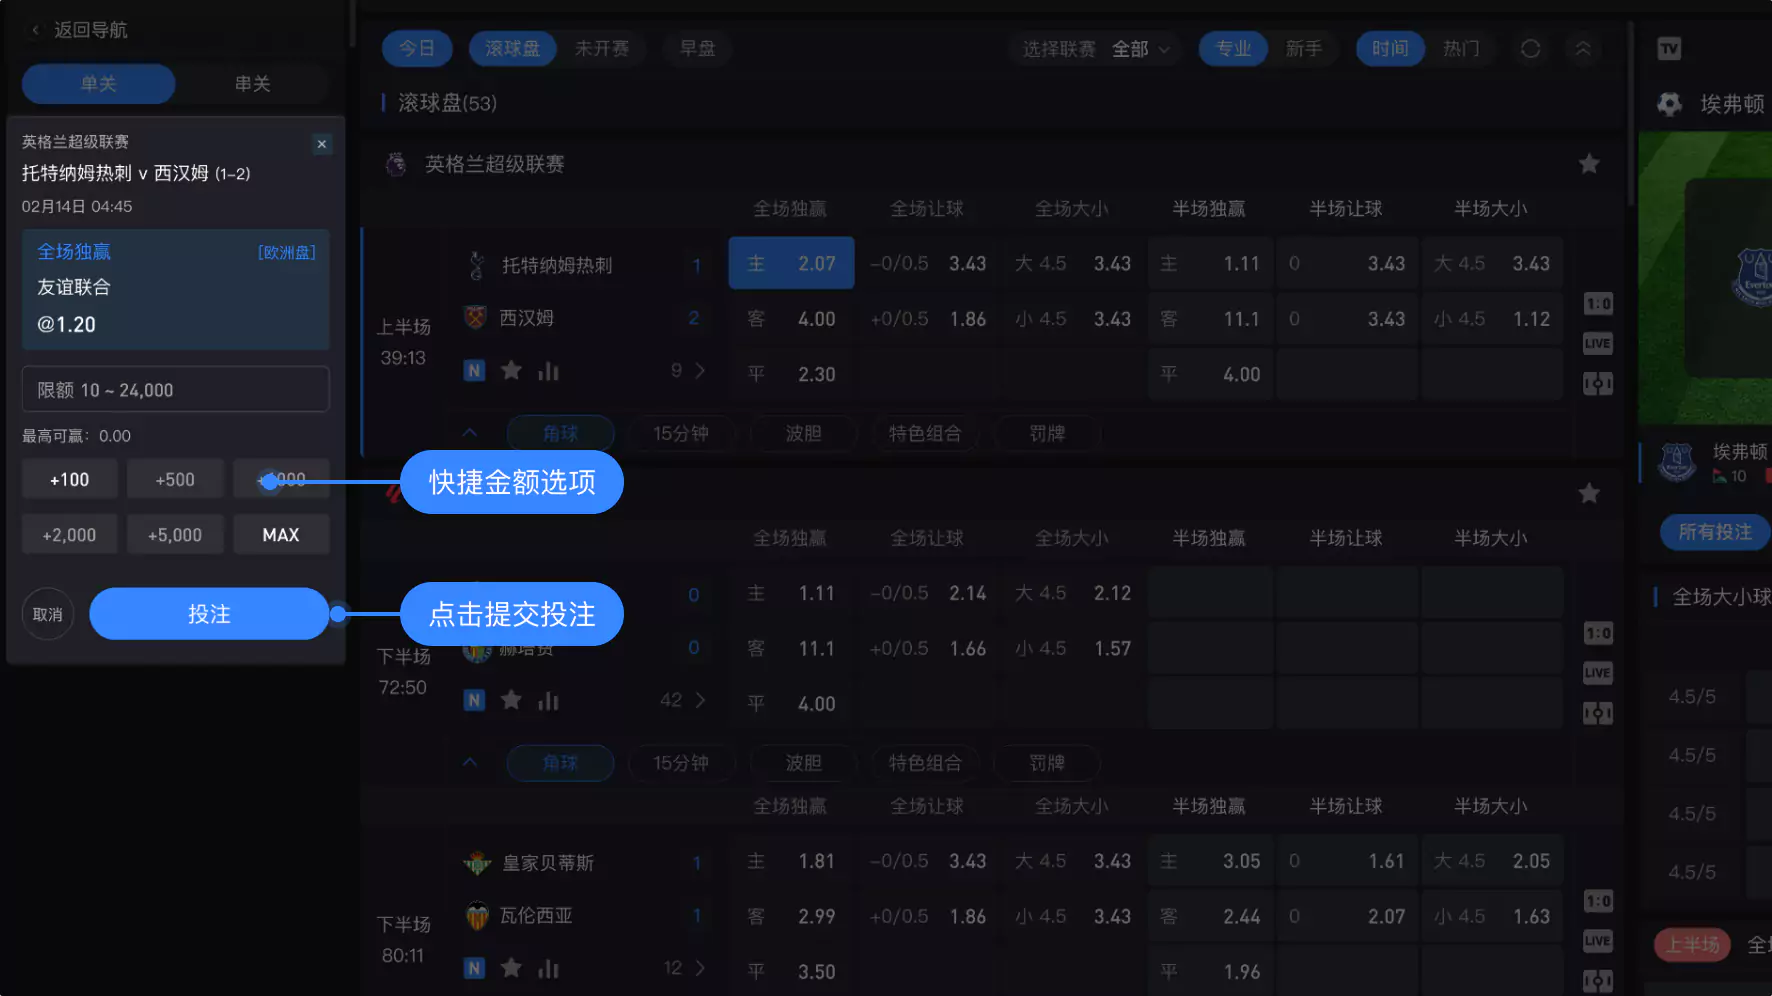 返回导航
单关 串关
英格兰超级联赛
托特纳姆热刺 v 西汉姆 (1-2)
02月14日 04:45
全场独赢 [欧洲盘]
友谊联合
@1.20
限额 10 ~ 24,000
最高可赢： 0.00
+100 +500
+2,000 +5,000 MAX
取消 投注
快捷金额选项
点击提交投注
今日 滚球盘 未开赛 早盘 选择联赛 全部 专业 新手 时间 热门
滚球盘(53)
英格兰超级联赛
全场独赢 全场让球 全场大小 半场独赢 半场让球 半场大小
上半场
39:13
托特纳姆热刺 1 主 2.07 -0/0.5 3.43 大 4.5 3.43 主 1.11 0 3.43 大 4.5 3.43
西汉姆 2 客 4.00 +0/0.5 1.86 小 4.5 3.43 客 11.1 0 3.43 小 4.5 1.12
N 9 平 2.30 平 4.00
1:0
LIVE
角球 15分钟 波胆 特色组合 罚牌
全场独赢 全场让球 全场大小 半场独赢 半场让球 半场大小
下半场
72:50
0 主 1.11 -0/0.5 2.14 大 4.5 2.12
赫塔费 0 客 11.1 +0/0.5 1.66 小 4.5 1.57
N 42 平 4.00
1:0
LIVE
角球 15分钟 波胆 特色组合 罚牌
全场独赢 全场让球 全场大小 半场独赢 半场让球 半场大小
下半场
80:11
皇家贝蒂斯 1 主 1.81 -0/0.5 3.43 大 4.5 3.43 主 3.05 0 1.61 大 4.5 2.05
瓦伦西亚 1 客 2.99 +0/0.5 1.86 小 4.5 3.43 客 2.44 0 2.07 小 4.5 1.63
N 12 平 3.50 平 1.96
1:0
LIVE
TV
埃弗顿
埃弗顿
10
所有投注
全场大小球
4.5/5
4.5/5
4.5/5
4.5/5
上半场